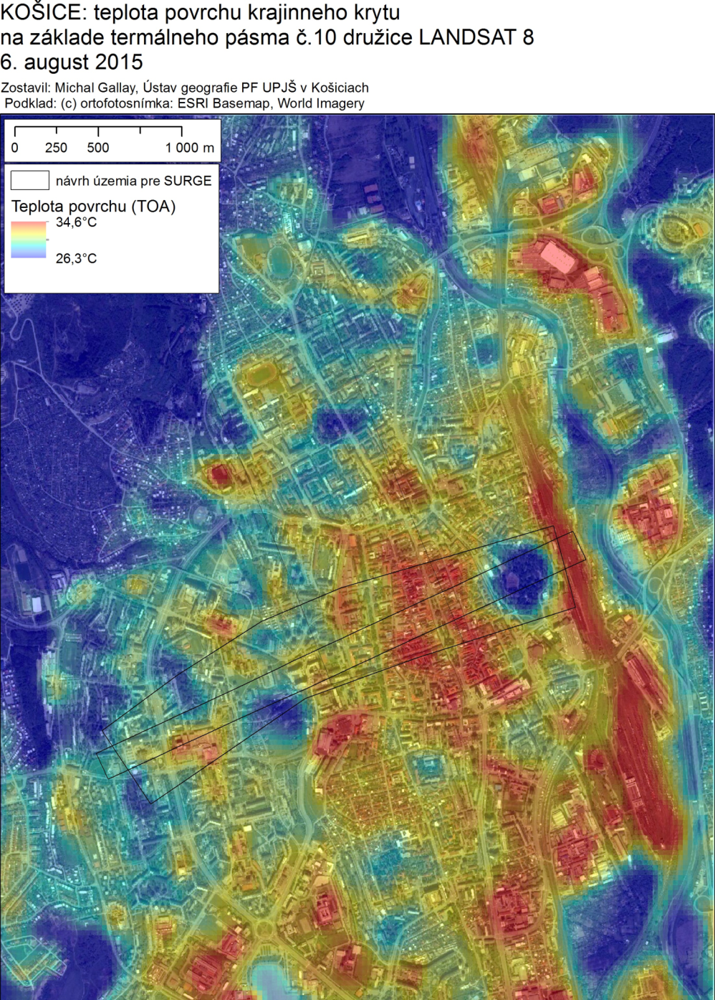 KOŠICE: teplota povrchu krajinneho krytu
na základe termálneho pásma č.10 družice LANDSAT 8
6. august 2015
Zostavil: Michal Gallay, Ústav geografie PF UPJŠ v Košiciach
Podklad: (c) ortofotosnímka: ESRI Basemap, World Imagery
0 250 500 1 000 m
návrh územia pre SURGE
Teplota povrchu (TOA)
34,6°C
26,3°C